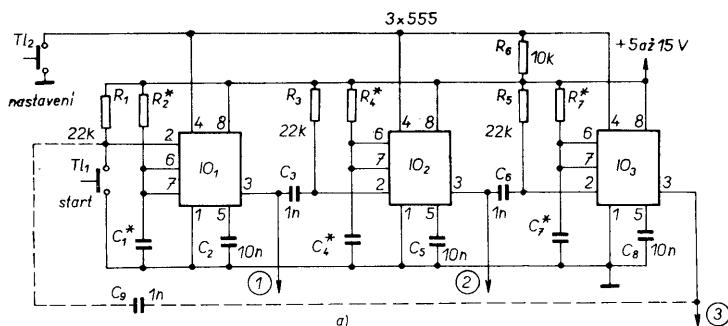 3×555
Tl2
nastavení
R6
10k
+5 až 15 V
R1
R2*
R3
R4*
R5
R7*
22k
22k
22k
4
8
4
8
4
8
2
6
7
IO1
3
6
7
2
IO2
3
6
7
2
IO3
3
Tl1
start
C3
1n
C6
1n
1
5
1
5
1
5
C1*
C2
10n
C4*
C5
10n
C7*
C8
10n
1
2
3
C9
1n
a)